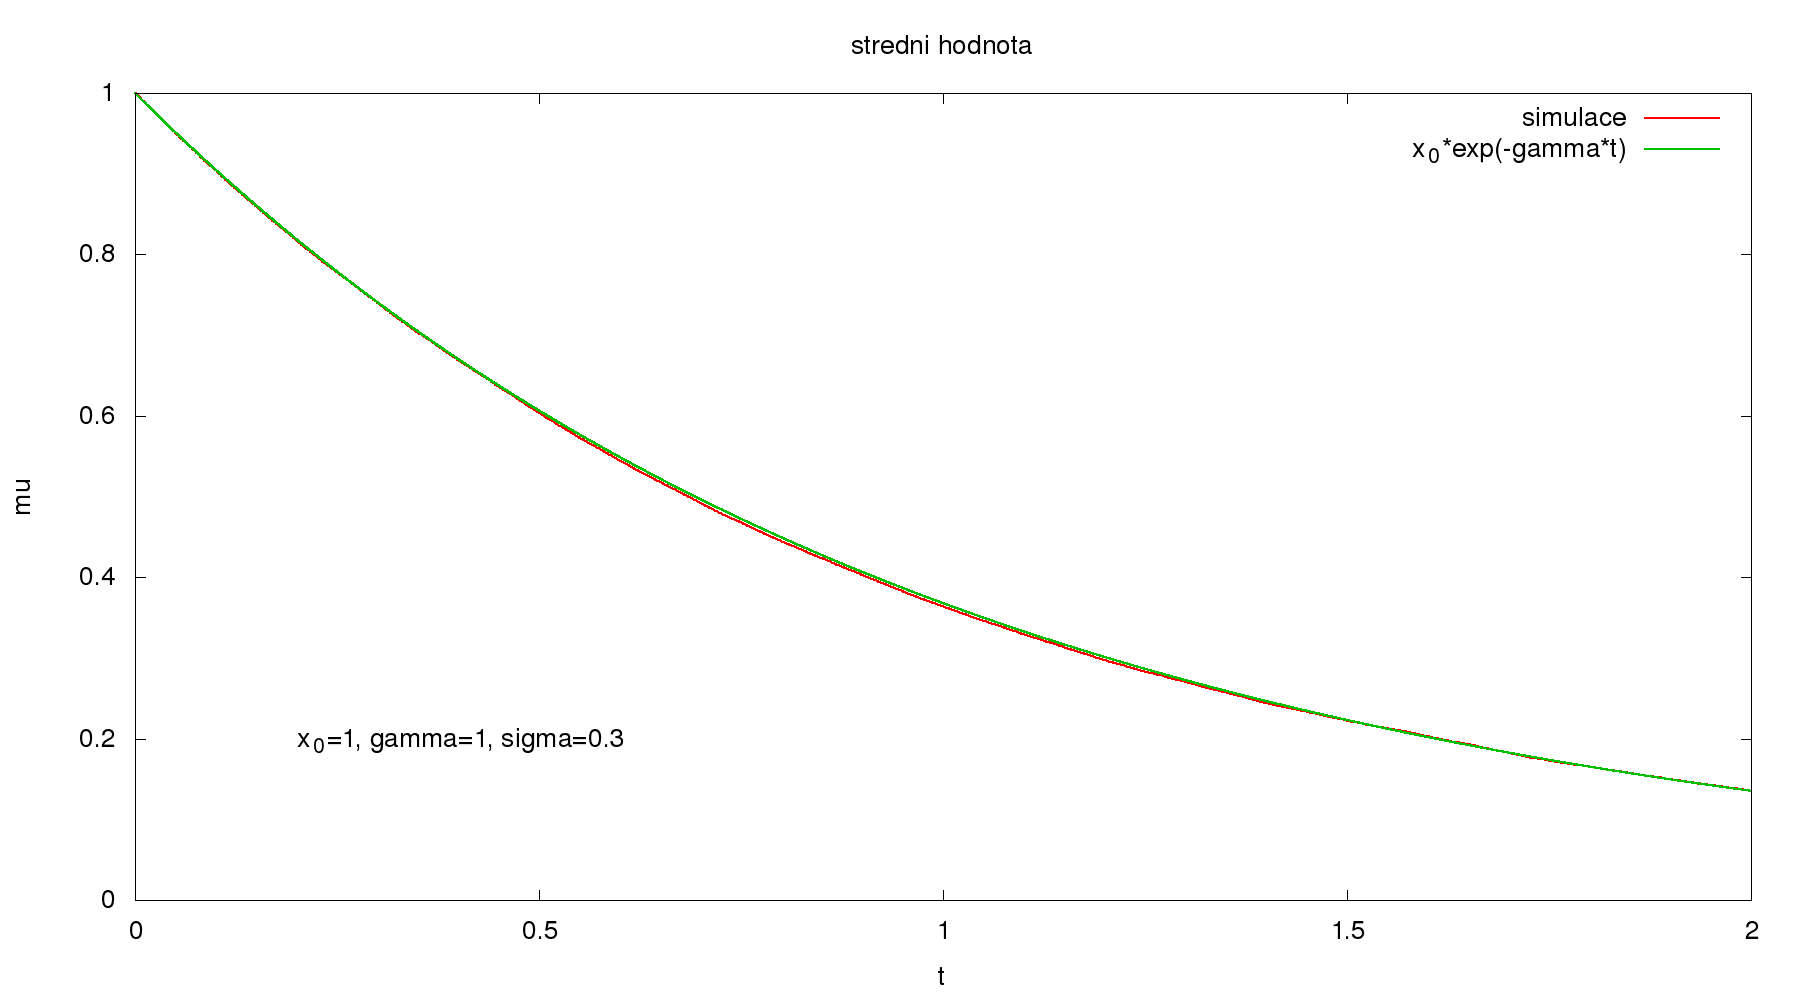 stredni hodnota
simulace
x0*exp(-gamma*t)
1
0.8
0.6
0.4
0.2
0
mu
x0=1, gamma=1, sigma=0.3
0 0.5 1 1.5 2
t